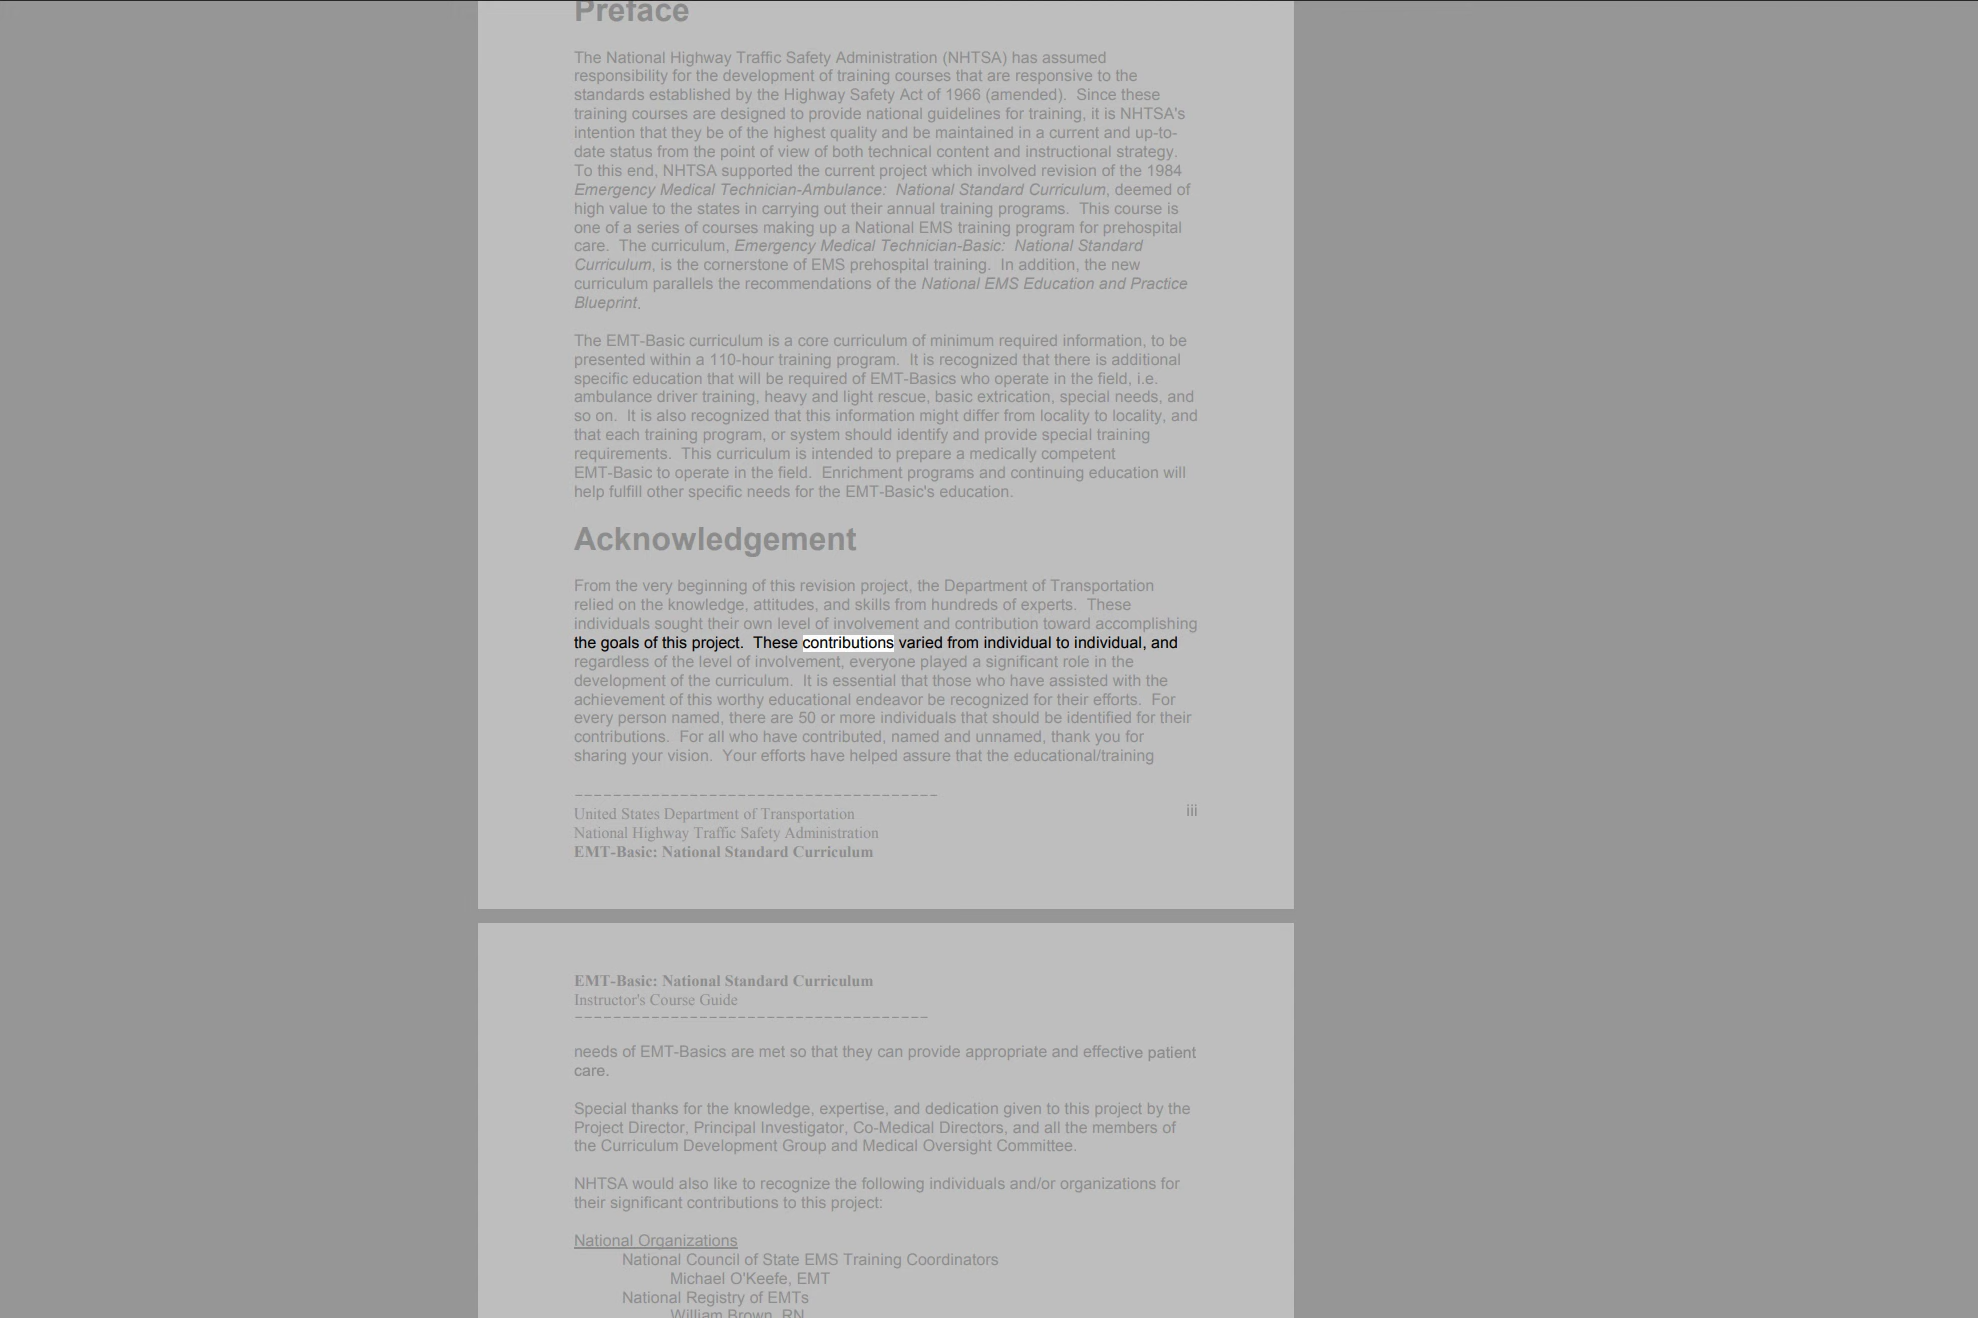 Preface
The National Highway Traffic Safety Administration (NHTSA) has assumed
responsibility for the development of training courses that are responsive to the
standards established by the Highway Safety Act of 1966 (amended).  Since these
training courses are designed to provide national guidelines for training, it is NHTSA's
intention that they be of the highest quality and be maintained in a current and up-to-
date status from the point of view of both technical content and instructional strategy.
To this end, NHTSA supported the current project which involved revision of the 1984
Emergency Medical Technician-Ambulance:  National Standard Curriculum, deemed of
high value to the states in carrying out their annual training programs.  This course is
one of a series of courses making up a National EMS training program for prehospital
care.  The curriculum, Emergency Medical Technician-Basic:  National Standard
Curriculum, is the cornerstone of EMS prehospital training.  In addition, the new
curriculum parallels the recommendations of the National EMS Education and Practice
Blueprint.
The EMT-Basic curriculum is a core curriculum of minimum required information, to be
presented within a 110-hour training program.  It is recognized that there is additional
specific education that will be required of EMT-Basics who operate in the field, i.e.
ambulance driver training, heavy and light rescue, basic extrication, special needs, and
so on.  It is also recognized that this information might differ from locality to locality, and
that each training program, or system should identify and provide special training
requirements.  This curriculum is intended to prepare a medically competent
EMT-Basic to operate in the field.  Enrichment programs and continuing education will
help fulfill other specific needs for the EMT-Basic's education.
Acknowledgement
From the very beginning of this revision project, the Department of Transportation
relied on the knowledge, attitudes, and skills from hundreds of experts.  These
individuals sought their own level of involvement and contribution toward accomplishing
the goals of this project.  These contributions varied from individual to individual, and
regardless of the level of involvement, everyone played a significant role in the
development of the curriculum.  It is essential that those who have assisted with the
achievement of this worthy educational endeavor be recognized for their efforts.  For
every person named, there are 50 or more individuals that should be identified for their
contributions.  For all who have contributed, named and unnamed, thank you for
sharing your vision.  Your efforts have helped assure that the educational/training
United States Department of Transportation
iii
National Highway Traffic Safety Administration
EMT-Basic: National Standard Curriculum
EMT-Basic: National Standard Curriculum
Instructor's Course Guide
needs of EMT-Basics are met so that they can provide appropriate and effective patient
care.
Special thanks for the knowledge, expertise, and dedication given to this project by the
Project Director, Principal Investigator, Co-Medical Directors, and all the members of
the Curriculum Development Group and Medical Oversight Committee.
NHTSA would also like to recognize the following individuals and/or organizations for
their significant contributions to this project:
National Organizations
National Council of State EMS Training Coordinators
Michael O'Keefe, EMT
National Registry of EMTs
William Brown, RN